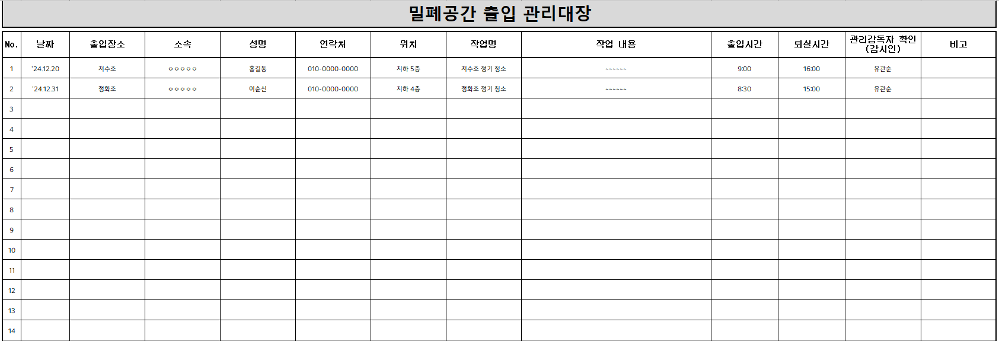 밀폐공간 출입 관리대장
No. 날짜 출입장소 소속 성명 연락처 위치 작업명 작업 내용 출입시간 퇴실시간 관리감독자 확인 비고
(감시인)
1 '24.12.20 저수조 ㅇㅇㅇㅇㅇ 홍길동 010-0000-0000 지하 5층 저수조 정기 청소 ~~~~~~ 9:00 16:00 유관순
2 '24.12.31 정화조 ㅇㅇㅇㅇㅇ 이순신 010-0000-0000 지하 4층 정화조 정기 청소 ~~~~~~ 8:30 15:00 유관순
3
4
5
6
7
8
9
10
11
12
13
14